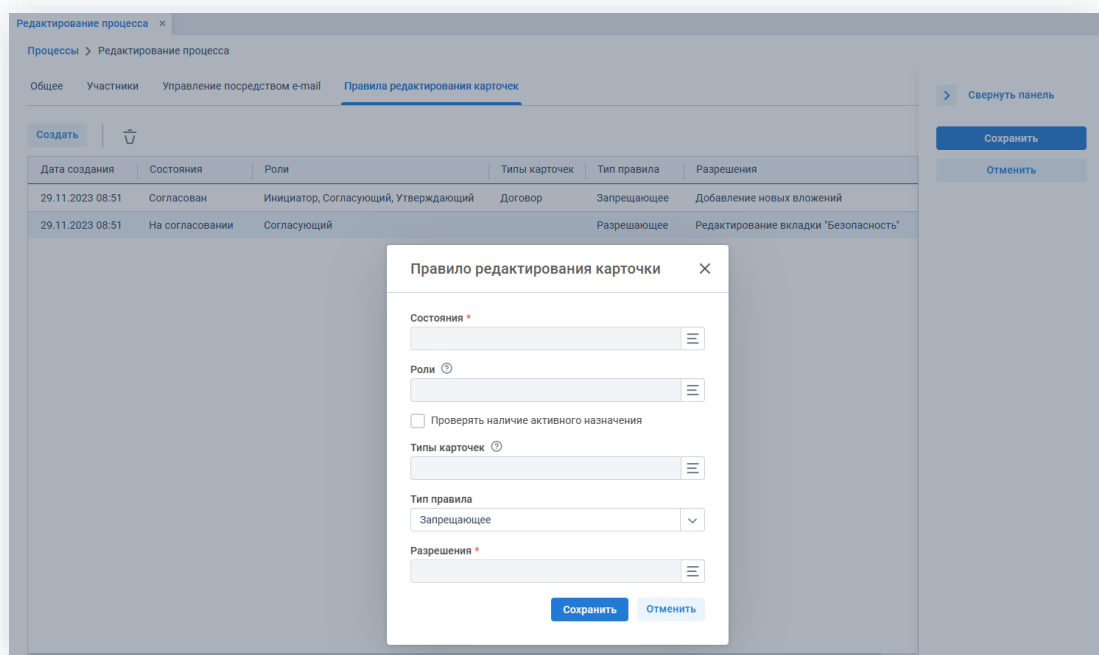 Редактирование процесса ×
Процессы > Редактирование процесса
Общее Участники Управление посредством e-mail Правила редактирования карточек
Свернуть панель
Создать
Сохранить
Отменить
Дата создания Состояния Роли Типы карточек Тип правила Разрешения
29.11.2023 08:51 Согласован Инициатор, Согласующий, Утверждающий Договор Запрещающее Добавление новых вложений
29.11.2023 08:51 На согласовании Согласующий Разрешающее Редактирование вкладки "Безопасность"
Правило редактирования карточки
Состояния *
Роли ?
Проверять наличие активного назначения
Типы карточек ?
Тип правила
Запрещающее
Разрешения *
Сохранить Отменить